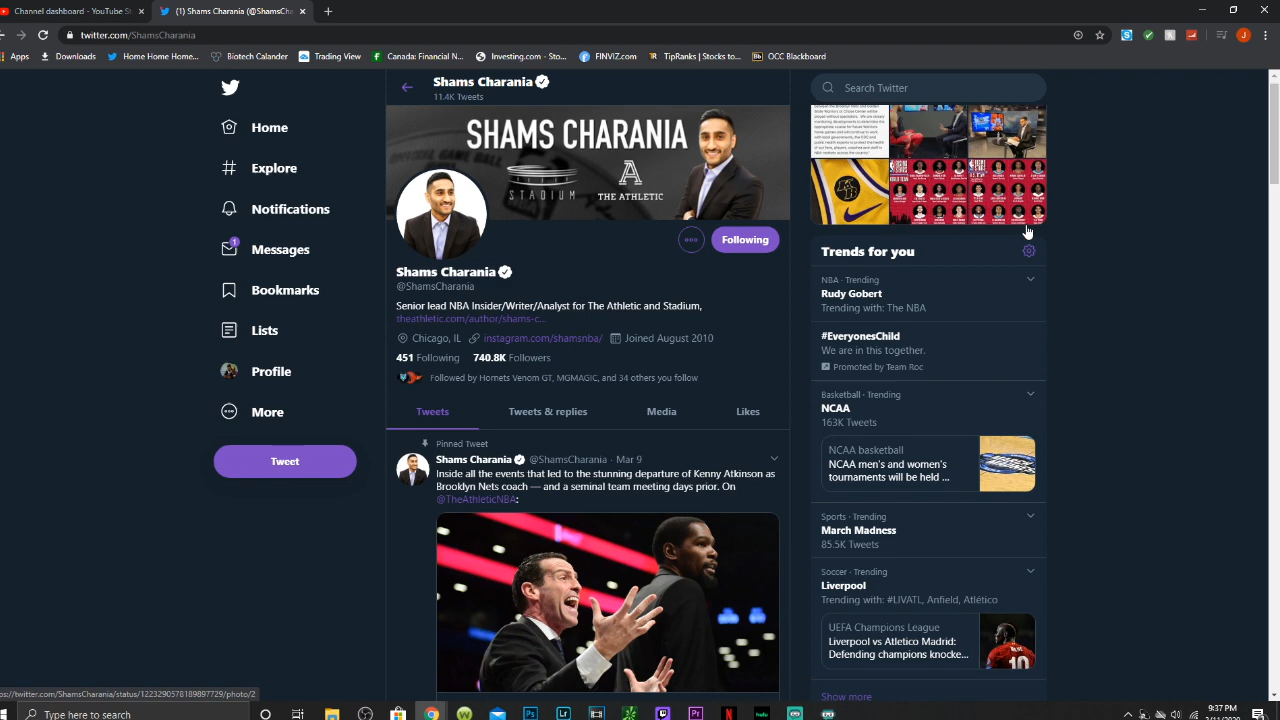 Channel dashboard - YouTube St
(1) Shams Charania (@ShamsChar
twitter.com/ShamsCharania
Apps
Downloads
Home Home Home...
Biotech Calander
Trading View
Canada: Financial N...
Investing.com - Sto...
FINVIZ.com
TipRanks | Stocks to...
OCC Blackboard
Home
Explore
Notifications
1
Messages
Bookmarks
Lists
Profile
More
Tweet
Shams Charania
11.4K Tweets
SHAMSCHARANIA
STADIUM
THE ATHLETIC
Following
Shams Charania
@ShamsCharania
Senior lead NBA Insider/Writer/Analyst for The Athletic and Stadium,
theathletic.com/author/shams-c...
Chicago, IL
instagram.com/shamsnba/
Joined August 2010
451 Following 740.8K Followers
Followed by Hornets Venom GT, MGMAGIC, and 34 others you follow
Tweets
Tweets & replies
Media
Likes
Pinned Tweet
Shams Charania @ShamsCharania · Mar 9
Inside all the events that led to the stunning departure of Kenny Atkinson as
Brooklyn Nets coach — and a seminal team meeting days prior. On
@TheAthleticNBA:
Search Twitter
Trends for you
NBA · Trending
Rudy Gobert
Trending with: The NBA
#EveryonesChild
We are in this together.
Promoted by Team Roc
Basketball · Trending
NCAA
163K Tweets
NCAA basketball
NCAA men's and women's
tournaments will be held ...
Sports · Trending
March Madness
85.5K Tweets
Soccer · Trending
Liverpool
Trending with: #LIVATL, Anfield, Atlético
UEFA Champions League
Liverpool vs Atletico Madrid:
Defending champions knocke...
10
Show more
ps://twitter.com/ShamsCharania/status/1223290578189897729/photo/2
Type here to search
9:37 PM